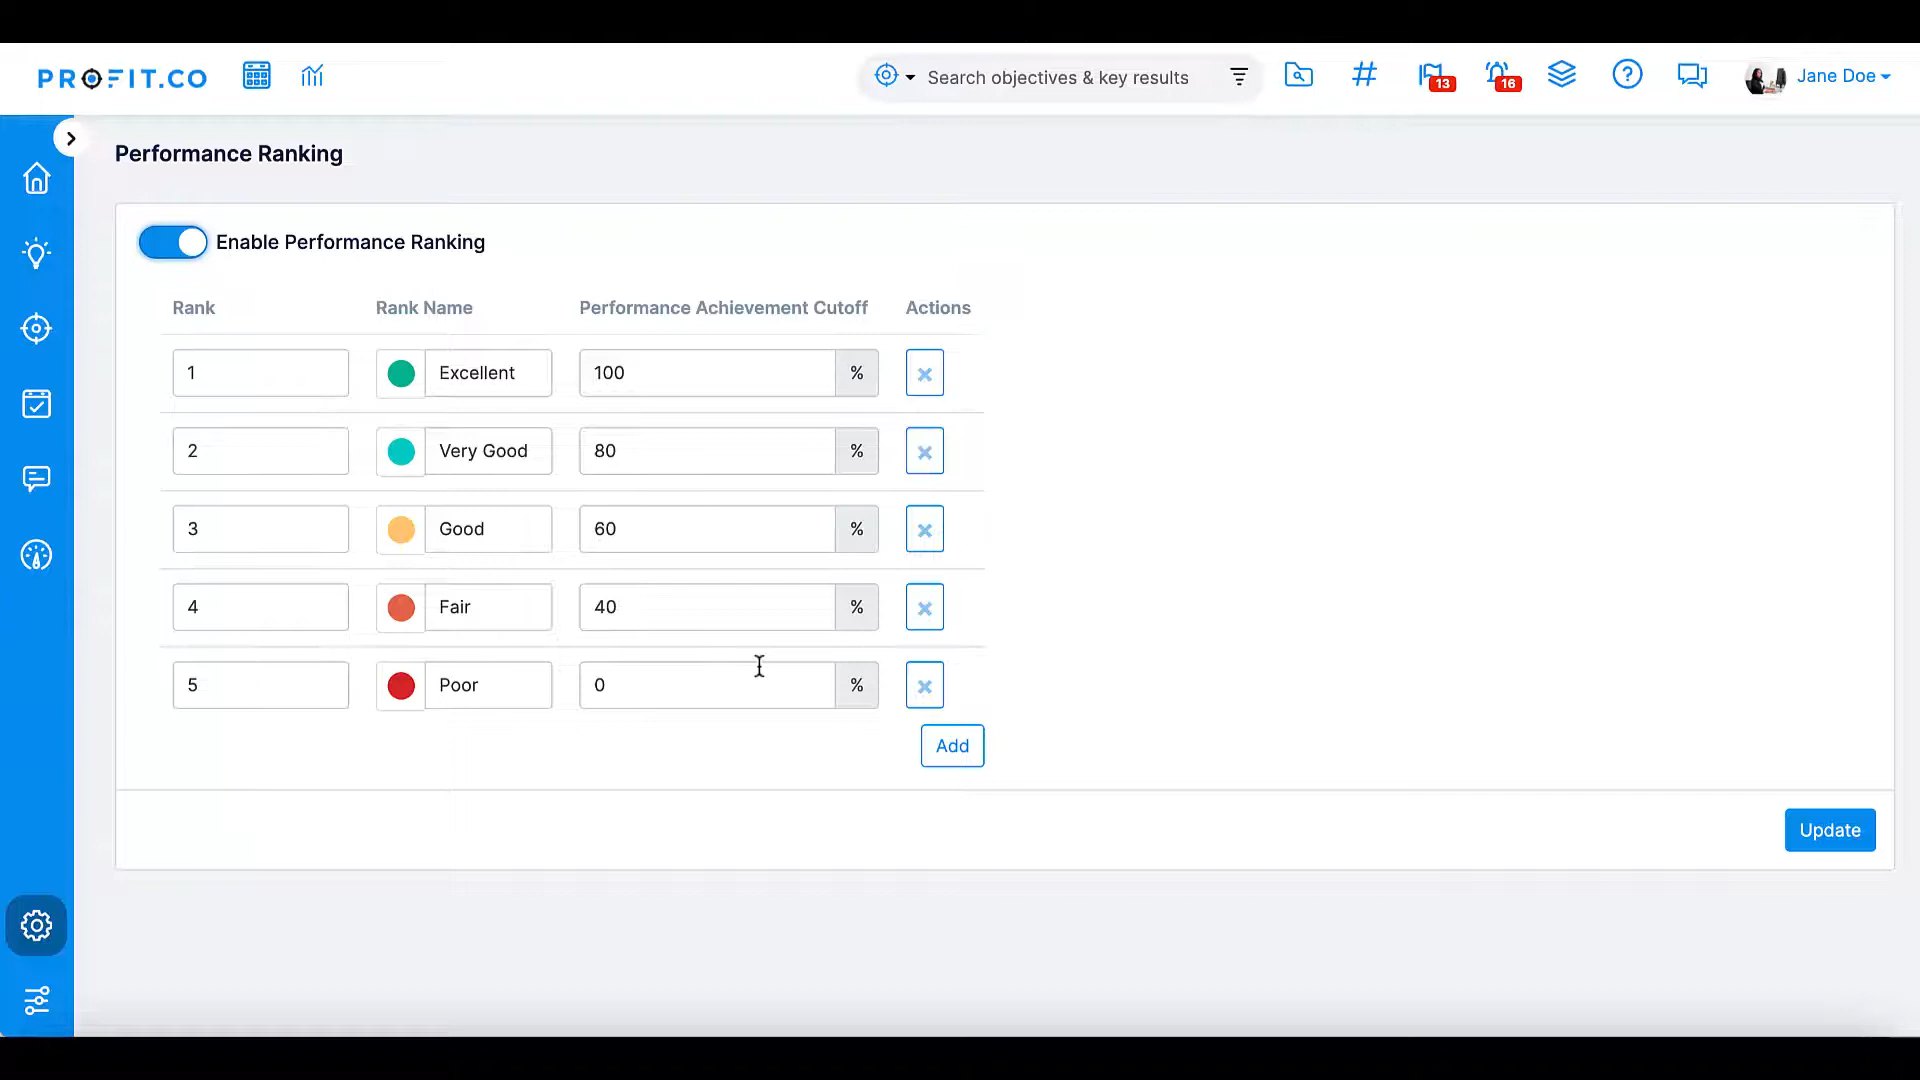 PROFIT.CO
Search objectives & key results
13
16
Jane Doe
Performance Ranking
Enable Performance Ranking
Rank Rank Name Performance Achievement Cutoff Actions
1 Excellent 100 %
2 Very Good 80 %
3 Good 60 %
4 Fair 40 %
5 Poor 0 %
Add
Update